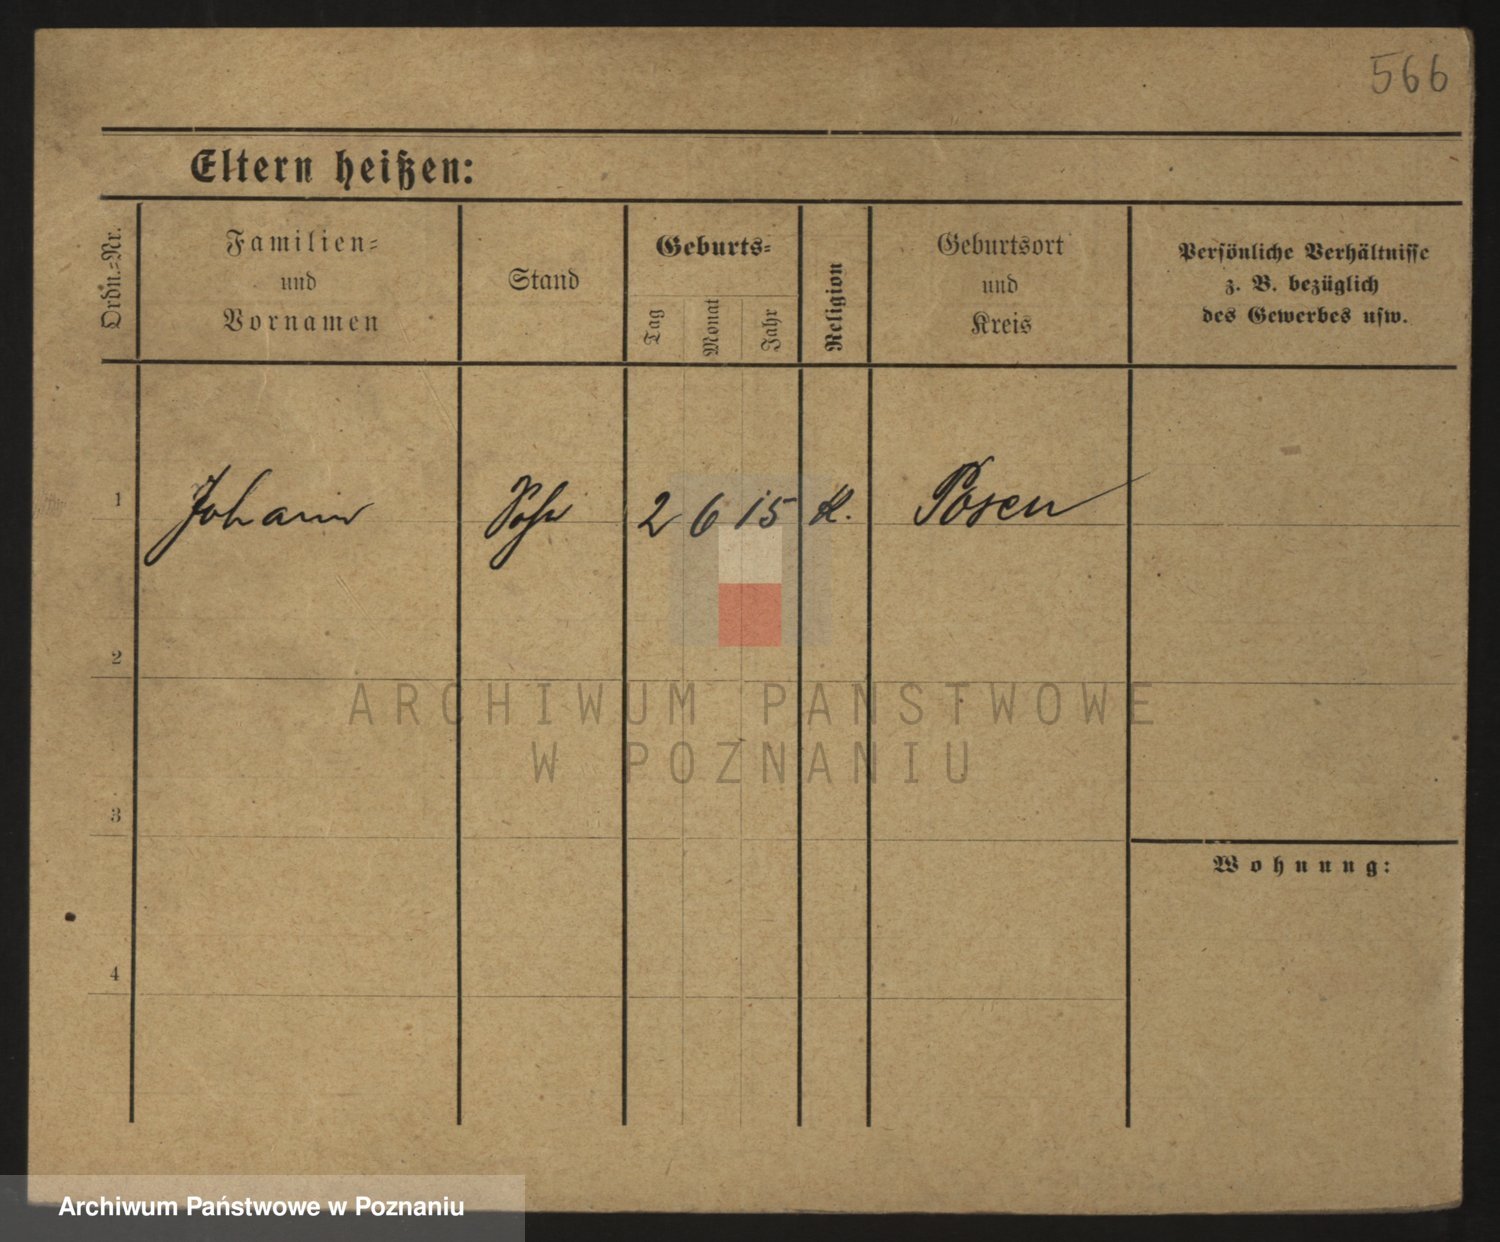 566
Eltern heißen:
Ordn.-Nr.
Familien-
und
Vornamen
Stand
Geburts-
Tag
Monat
Jahr
Religion
Geburtsort
und
Kreis
Persönliche Verhältnisse
z. B. bezüglich
des Gewerbes usw.
1 Johann 2 6 15 K. Posen
2
3
4
Wohnung:
ARCHIWUM PAŃSTWOWE
W POZNANIU
Archiwum Państwowe w Poznaniu